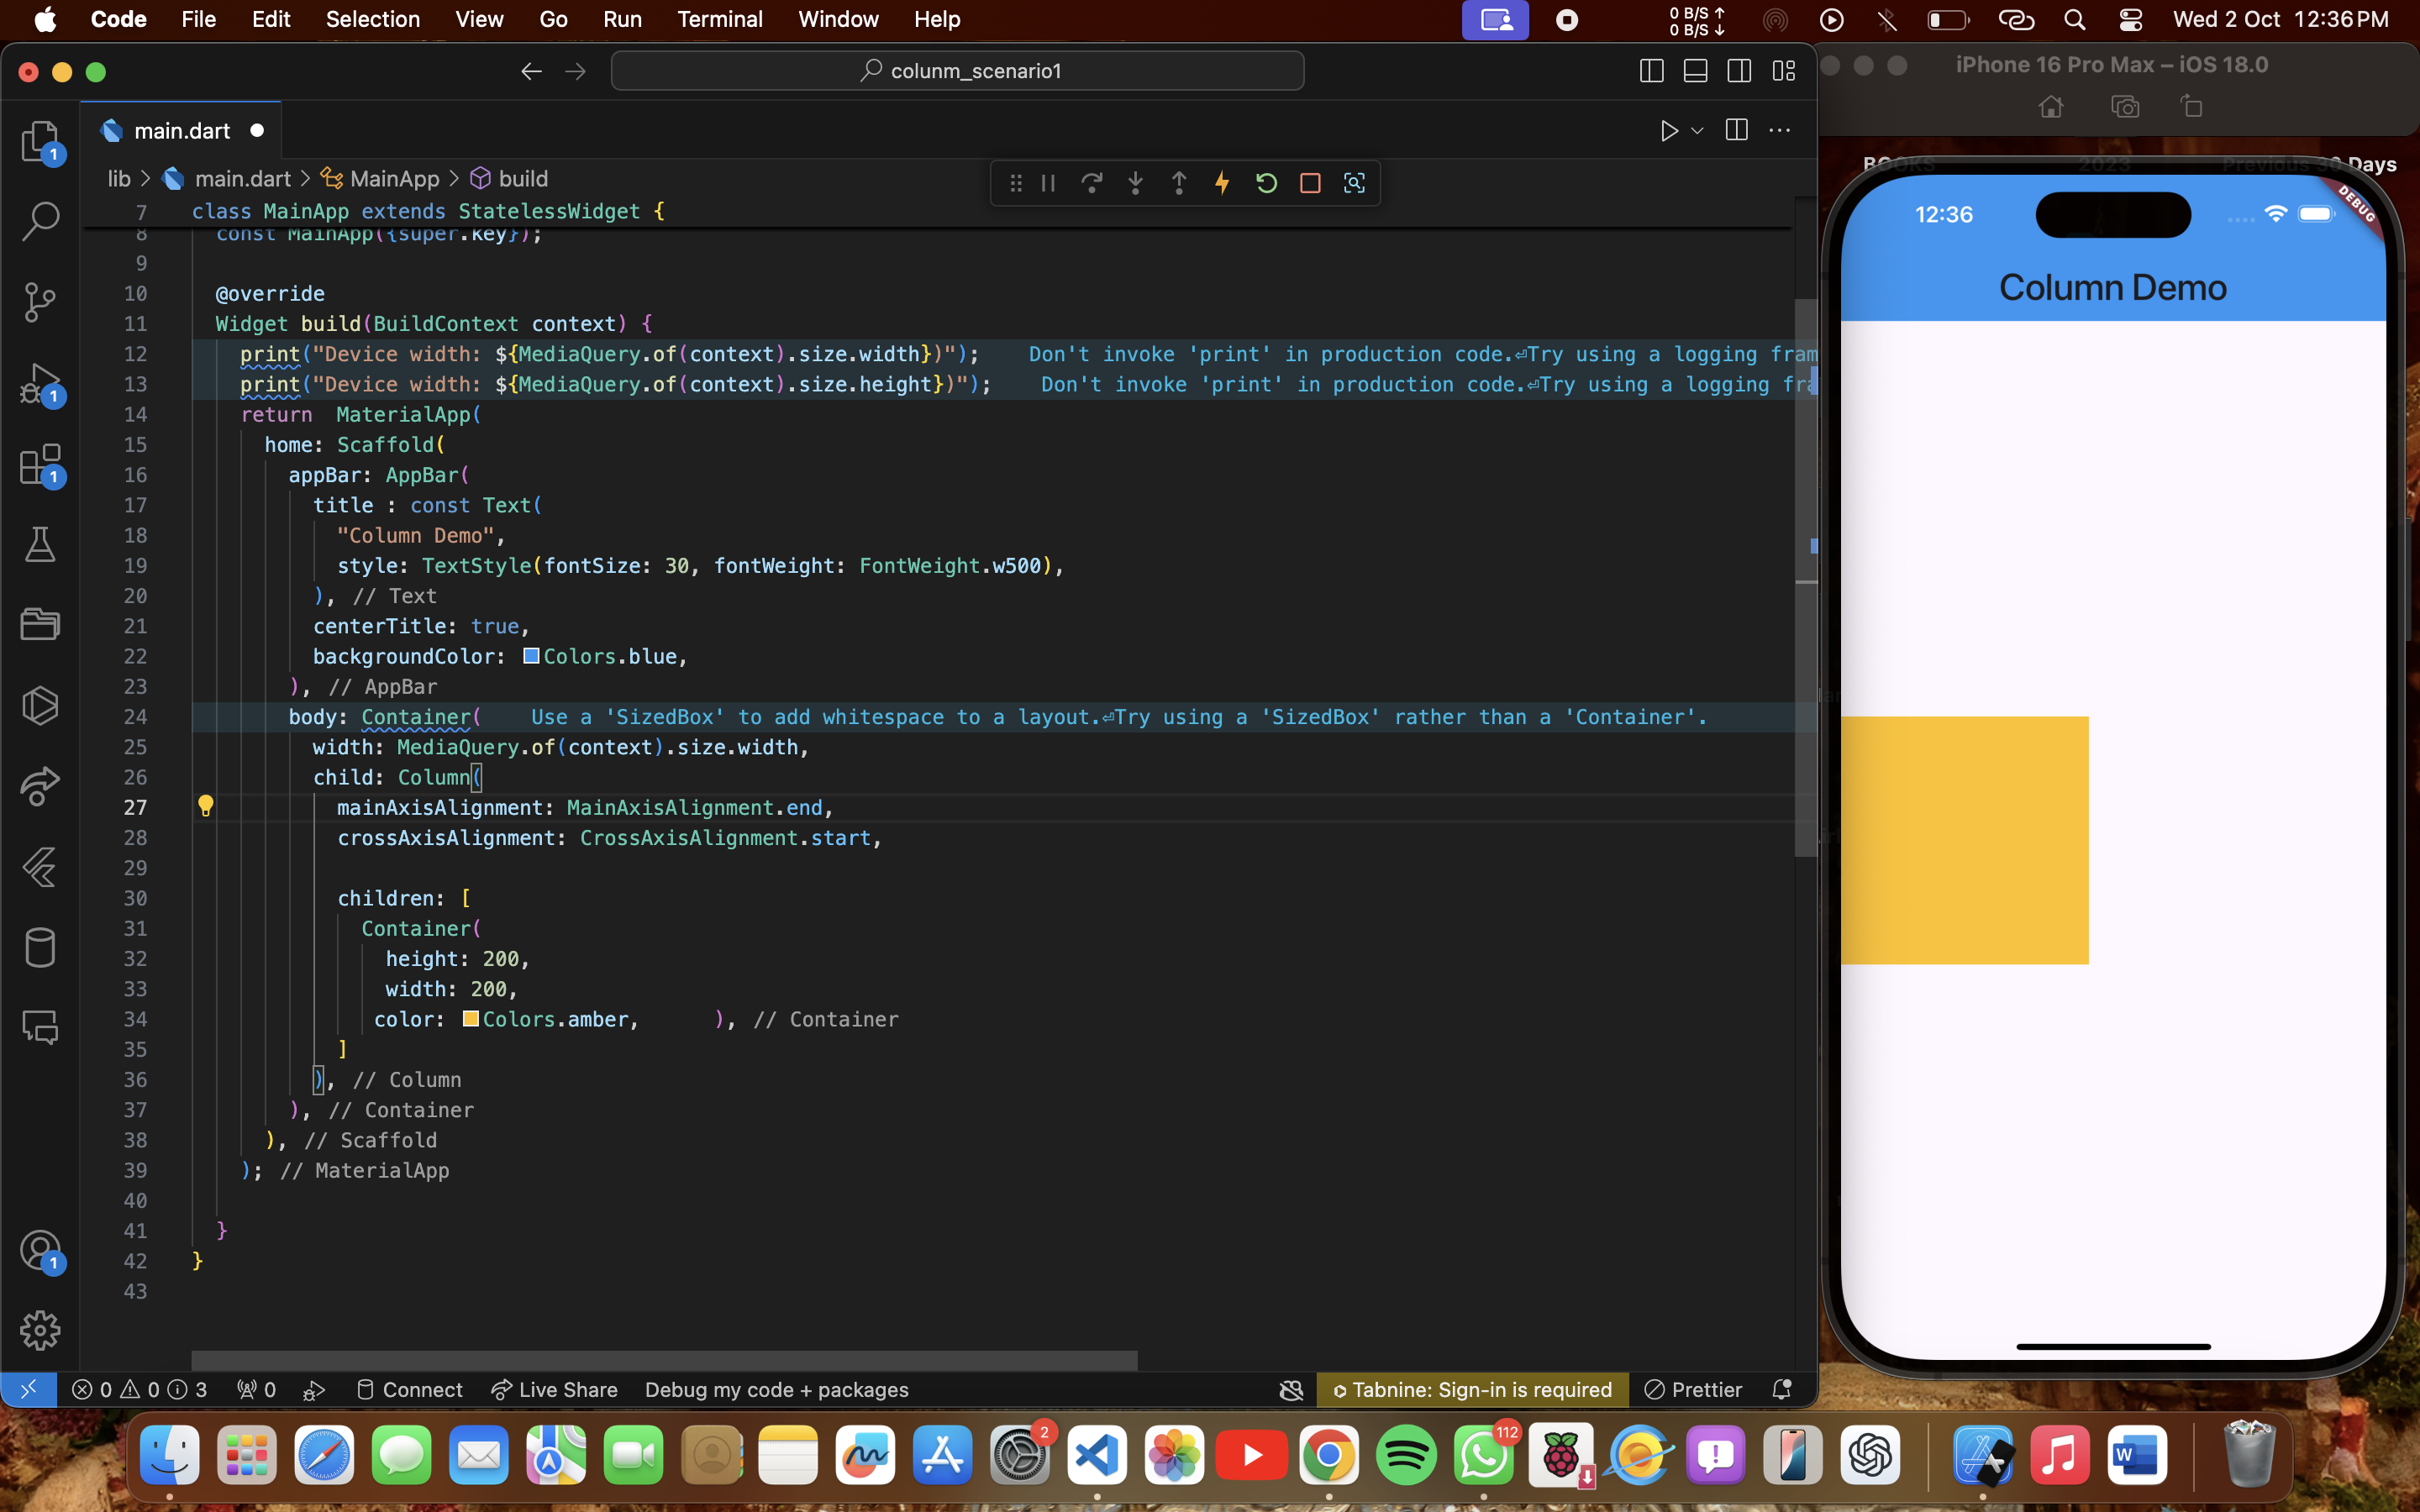 Code File Edit Selection View Go Run Terminal Window Help 0 B/S ↑ 0 B/S ↓ Wed 2 Oct 12:36 PM
colunm_scenario1
iPhone 16 Pro Max – iOS 18.0
main.dart
lib > main.dart > MainApp > build
7 class MainApp extends StatelessWidget {
8 const MainApp({super.key});
9
10 @override
11 Widget build(BuildContext context) {
12 print("Device width: ${MediaQuery.of(context).size.width})"); Don't invoke 'print' in production code.⏎Try using a logging fram
13 print("Device width: ${MediaQuery.of(context).size.height})"); Don't invoke 'print' in production code.⏎Try using a logging fra
14 return MaterialApp(
15 home: Scaffold(
16 appBar: AppBar(
17 title : const Text(
18 "Column Demo",
19 style: TextStyle(fontSize: 30, fontWeight: FontWeight.w500),
20 ), // Text
21 centerTitle: true,
22 backgroundColor: Colors.blue,
23 ), // AppBar
24 body: Container( Use a 'SizedBox' to add whitespace to a layout.⏎Try using a 'SizedBox' rather than a 'Container'.
25 width: MediaQuery.of(context).size.width,
26 child: Column(
27 mainAxisAlignment: MainAxisAlignment.end,
28 crossAxisAlignment: CrossAxisAlignment.start,
29
30 children: [
31 Container(
32 height: 200,
33 width: 200,
34 color: Colors.amber, ), // Container
35 ]
36 ), // Column
37 ), // Container
38 ), // Scaffold
39 ); // MaterialApp
40
41 }
42 }
43
1
1
1
1
BOOKS 2023 Previous 30 Days
12:36
DEBUG
Column Demo
0 0 3 0 Connect Live Share Debug my code + packages Tabnine: Sign-in is required Prettier
2
112
W